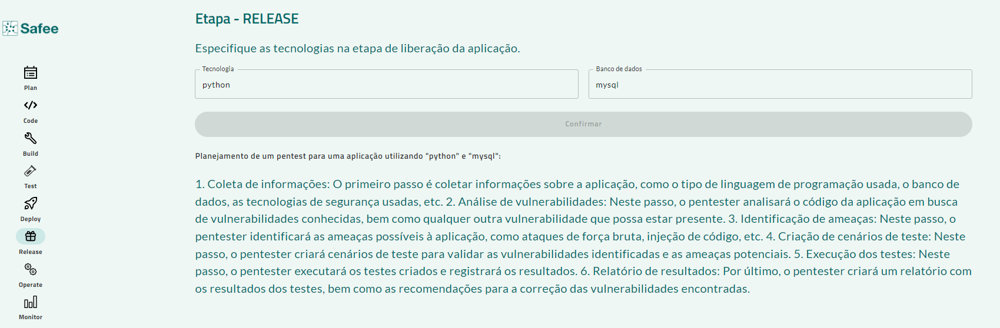 Safee
Plan
Code
Build
Test
Deploy
Release
Operate
Monitor
Etapa - RELEASE
Especifique as tecnologias na etapa de liberação da aplicação.
Tecnologia
python
Banco de dados
mysql
Confirmar
Planejamento de um pentest para uma aplicação utilizando "python" e "mysql":
1. Coleta de informações: O primeiro passo é coletar informações sobre a aplicação, como o tipo de linguagem de programação usada, o banco de
dados, as tecnologias de segurança usadas, etc. 2. Análise de vulnerabilidades: Neste passo, o pentester analisará o código da aplicação em busca
de vulnerabilidades conhecidas, bem como qualquer outra vulnerabilidade que possa estar presente. 3. Identificação de ameaças: Neste passo, o
pentester identificará as ameaças possíveis à aplicação, como ataques de força bruta, injeção de código, etc. 4. Criação de cenários de teste: Neste
passo, o pentester criará cenários de teste para validar as vulnerabilidades identificadas e as ameaças potenciais. 5. Execução dos testes: Neste
passo, o pentester executará os testes criados e registrará os resultados. 6. Relatório de resultados: Por último, o pentester criará um relatório com
os resultados dos testes, bem como as recomendações para a correção das vulnerabilidades encontradas.